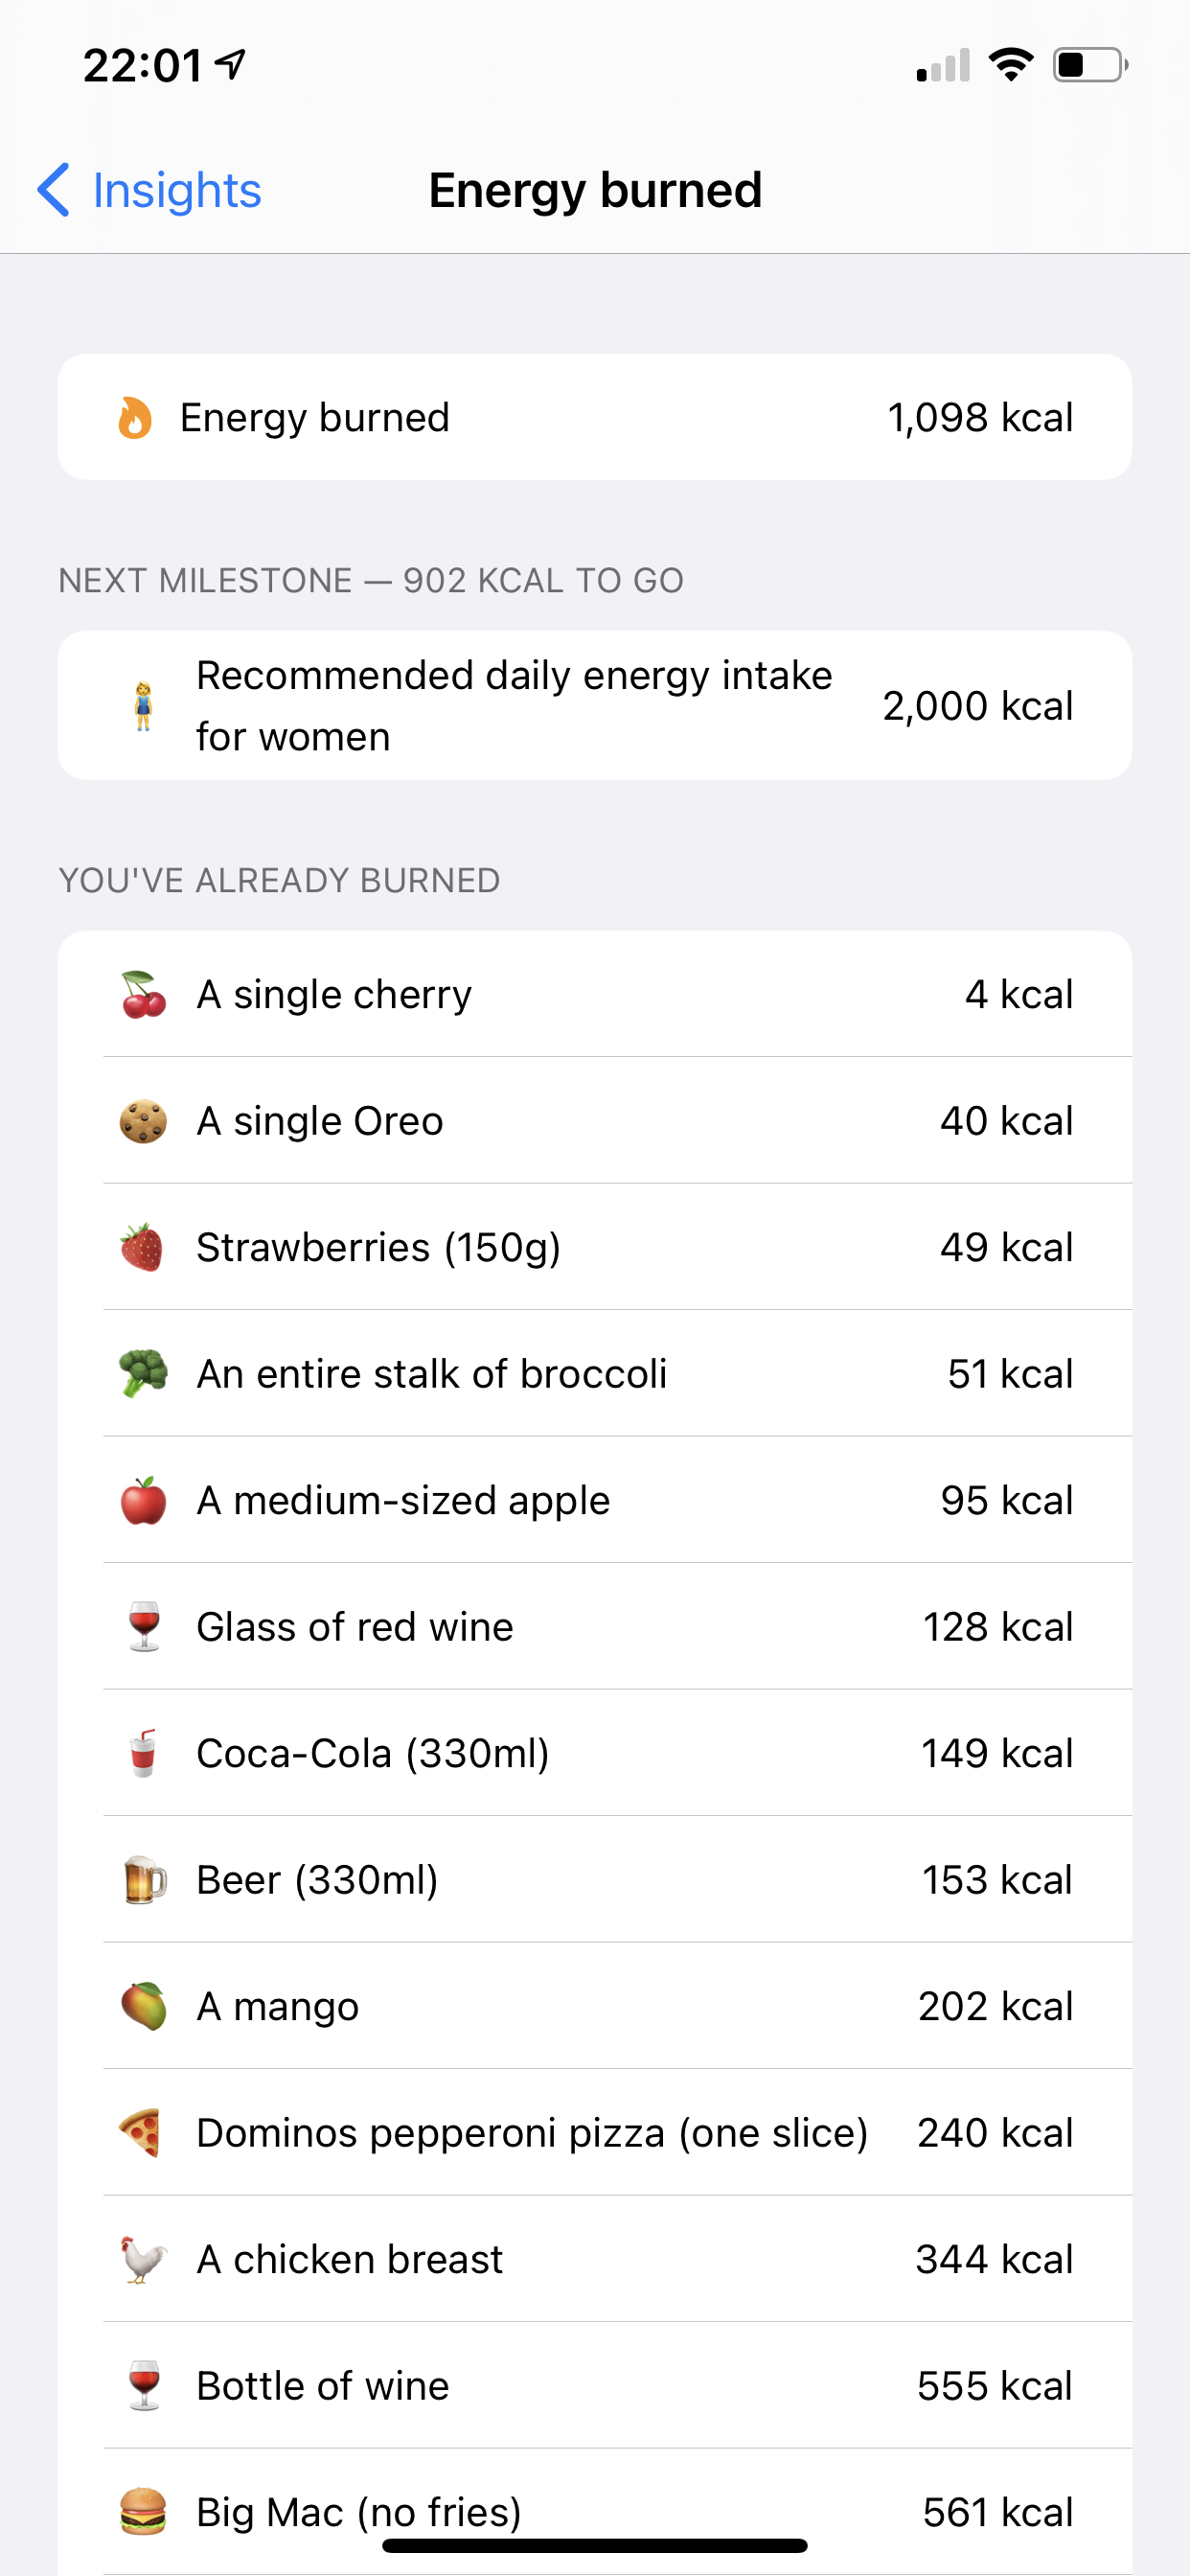 22:01
Insights
Energy burned
Energy burned 1,098 kcal
NEXT MILESTONE — 902 KCAL TO GO
Recommended daily energy intake
for women
2,000 kcal
YOU'VE ALREADY BURNED
A single cherry 4 kcal
A single Oreo 40 kcal
Strawberries (150g) 49 kcal
An entire stalk of broccoli 51 kcal
A medium-sized apple 95 kcal
Glass of red wine 128 kcal
Coca-Cola (330ml) 149 kcal
Beer (330ml) 153 kcal
A mango 202 kcal
Dominos pepperoni pizza (one slice) 240 kcal
A chicken breast 344 kcal
Bottle of wine 555 kcal
Big Mac (no fries) 561 kcal